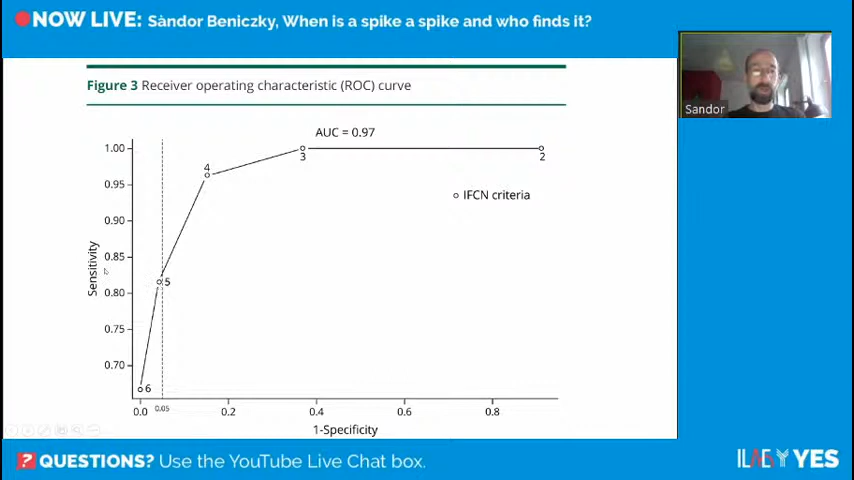 NOW LIVE: Sàndor Beniczky, When is a spike a spike and who finds it?
Figure 3 Receiver operating characteristic (ROC) curve
Sandor
AUC = 0.97
1.00
0.95
0.90
0.85
0.80
0.75
0.70
Sensitivity
4
3
2
5
6
IFCN criteria
0.0
0.05
0.2
0.4
0.6
0.8
1-Specificity
? QUESTIONS? Use the YouTube Live Chat box.
ILAE YES